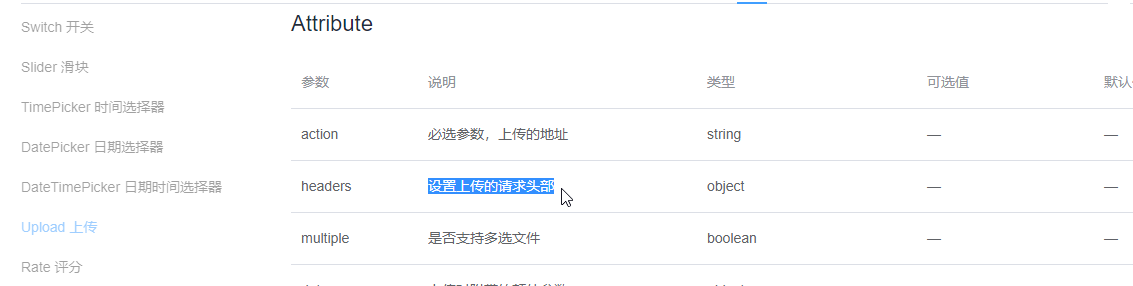 Attribute
Switch 开关
Slider 滑块
TimePicker 时间选择器
DatePicker 日期选择器
DateTimePicker 日期时间选择器
Upload 上传
Rate 评分
参数 说明 类型 可选值 默认
action 必选参数，上传的地址 string — —
headers 设置上传的请求头部 object — —
multiple 是否支持多选文件 boolean — —